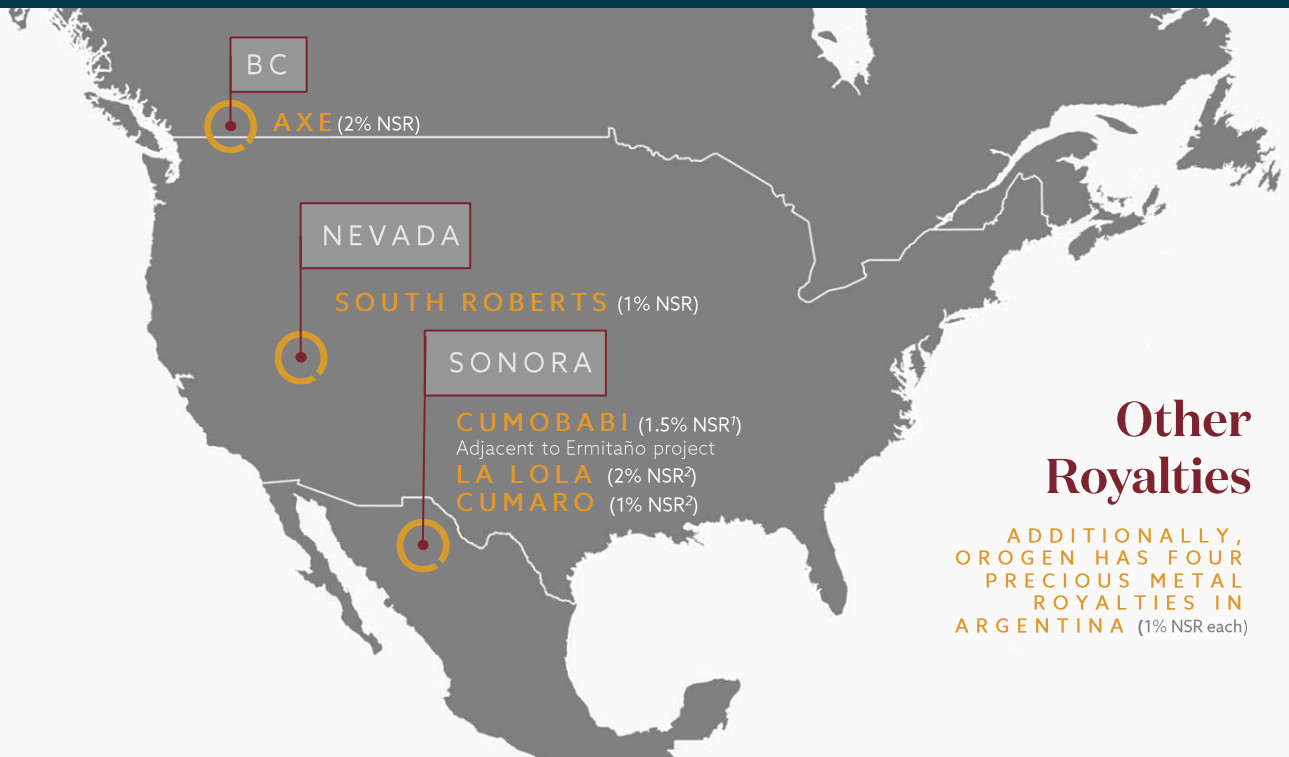 BC
AXE (2% NSR)
NEVADA
SOUTH ROBERTS (1% NSR)
SONORA
CUMOBABI (1.5% NSR¹)
Adjacent to Ermitaño project
LA LOLA (2% NSR²)
CUMARO (1% NSR²)
Other
Royalties
ADDITIONALLY,
OROGEN HAS FOUR
PRECIOUS METAL
ROYALTIES IN
ARGENTINA (1% NSR each)